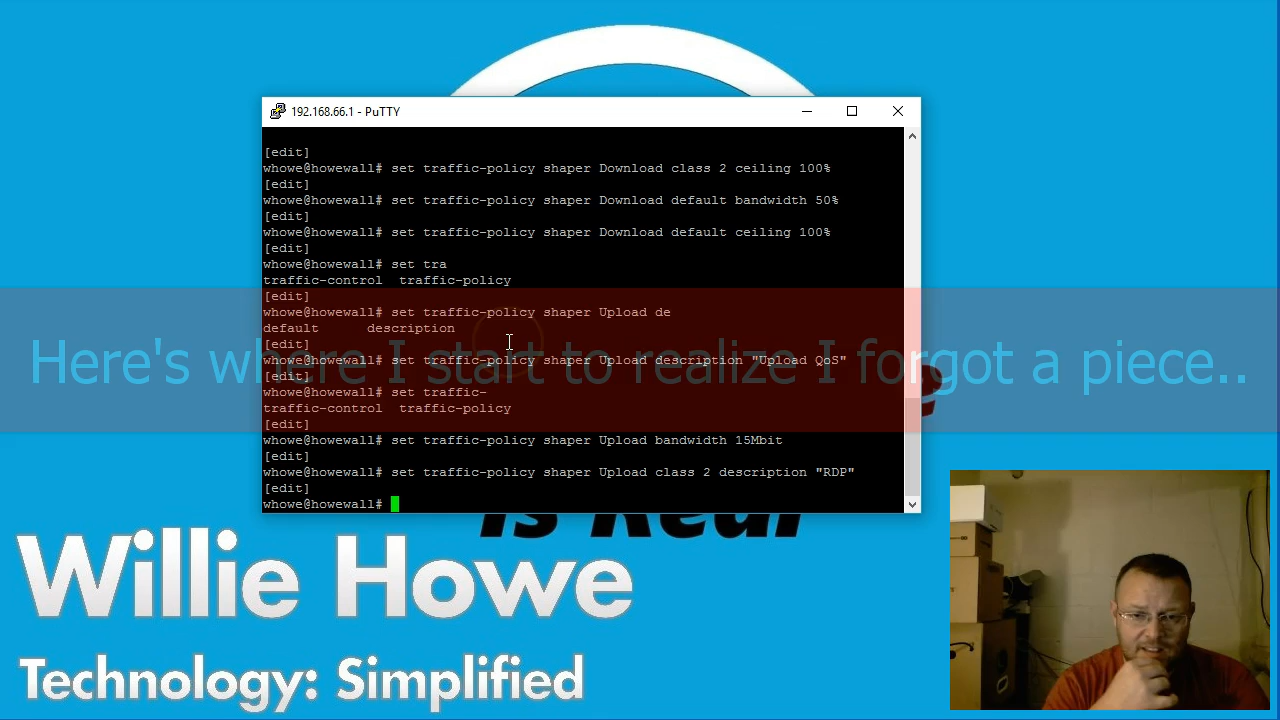 192.168.66.1 - PuTTY
[edit]
whowe@howewall# set traffic-policy shaper Download class 2 ceiling 100%
[edit]
whowe@howewall# set traffic-policy shaper Download default bandwidth 50%
[edit]
whowe@howewall# set traffic-policy shaper Download default ceiling 100%
[edit]
whowe@howewall# set tra
traffic-control  traffic-policy
[edit]
whowe@howewall# set traffic-policy shaper Upload de
default      description
[edit]
whowe@howewall# set traffic-policy shaper Upload description "Upload QoS"
[edit]
whowe@howewall# set traffic-
traffic-control  traffic-policy
[edit]
whowe@howewall# set traffic-policy shaper Upload bandwidth 15Mbit
[edit]
whowe@howewall# set traffic-policy shaper Upload class 2 description "RDP"
[edit]
whowe@howewall#
Here's where I start to realize I forgot a piece..
is Real
Willie Howe
Technology: Simplified